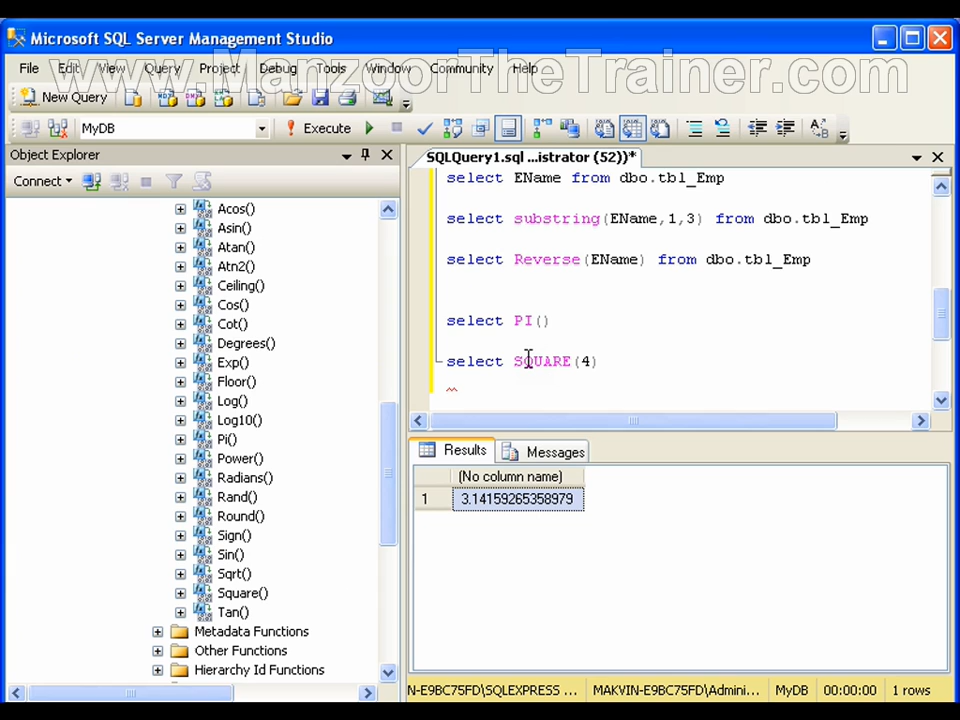 Microsoft SQL Server Management Studio
www.ManzoorTheTrainer.com
File Edit View Query Project Debug Tools Window Community Help
New Query
MyDB Execute
Object Explorer
SQLQuery1.sql ...istrator (52))*
Connect
Acos()
Asin()
Atan()
Atn2()
Ceiling()
Cos()
Cot()
Degrees()
Exp()
Floor()
Log()
Log10()
Pi()
Power()
Radians()
Rand()
Round()
Sign()
Sin()
Sqrt()
Square()
Tan()
Metadata Functions
Other Functions
Hierarchy Id Functions
select EName from dbo.tbl_Emp
select substring(EName,1,3) from dbo.tbl_Emp
select Reverse(EName) from dbo.tbl_Emp
select PI()
select SQUARE(4)
Results Messages
(No column name)
1 3.14159265358979
N-E9BC75FD\SQLEXPRESS ... MAKVIN-E9BC75FD\Admini... MyDB 00:00:00 1 rows